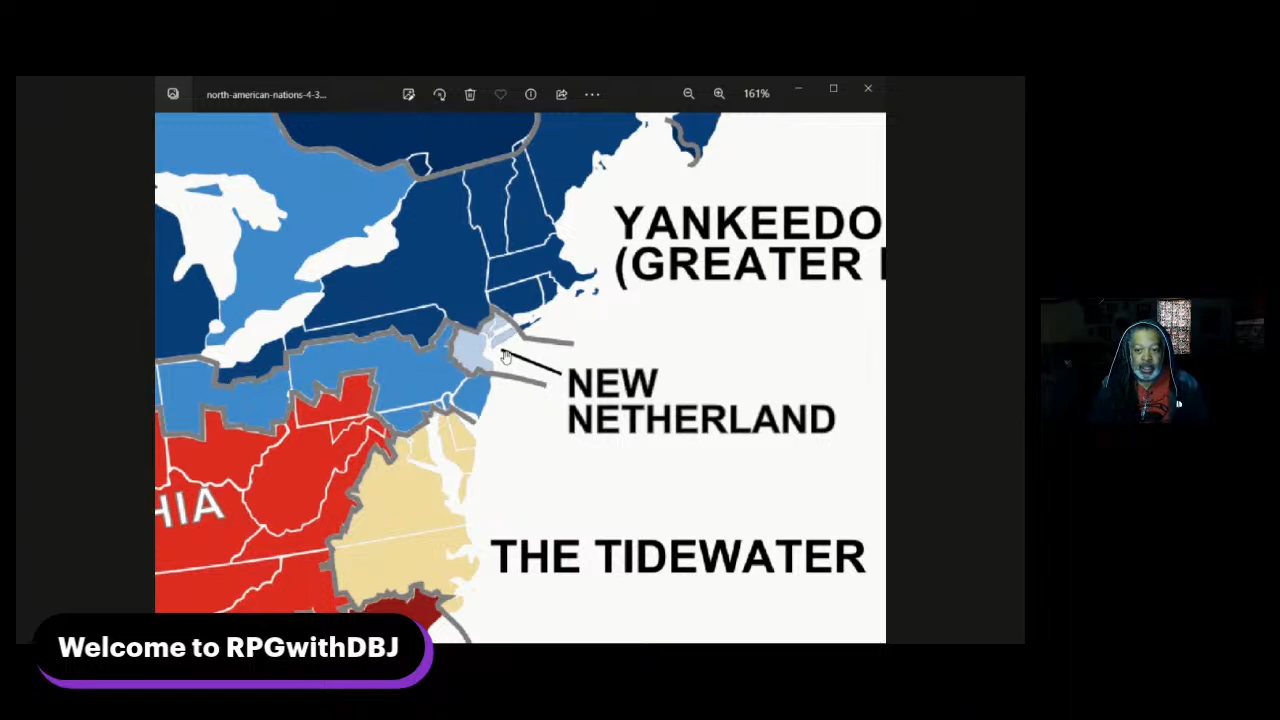 north-american-nations-4-3...
161%
YANKEEDO
(GREATER
NEW
NETHERLAND
HIA
THE TIDEWATER
Welcome to RPGwithDBJ